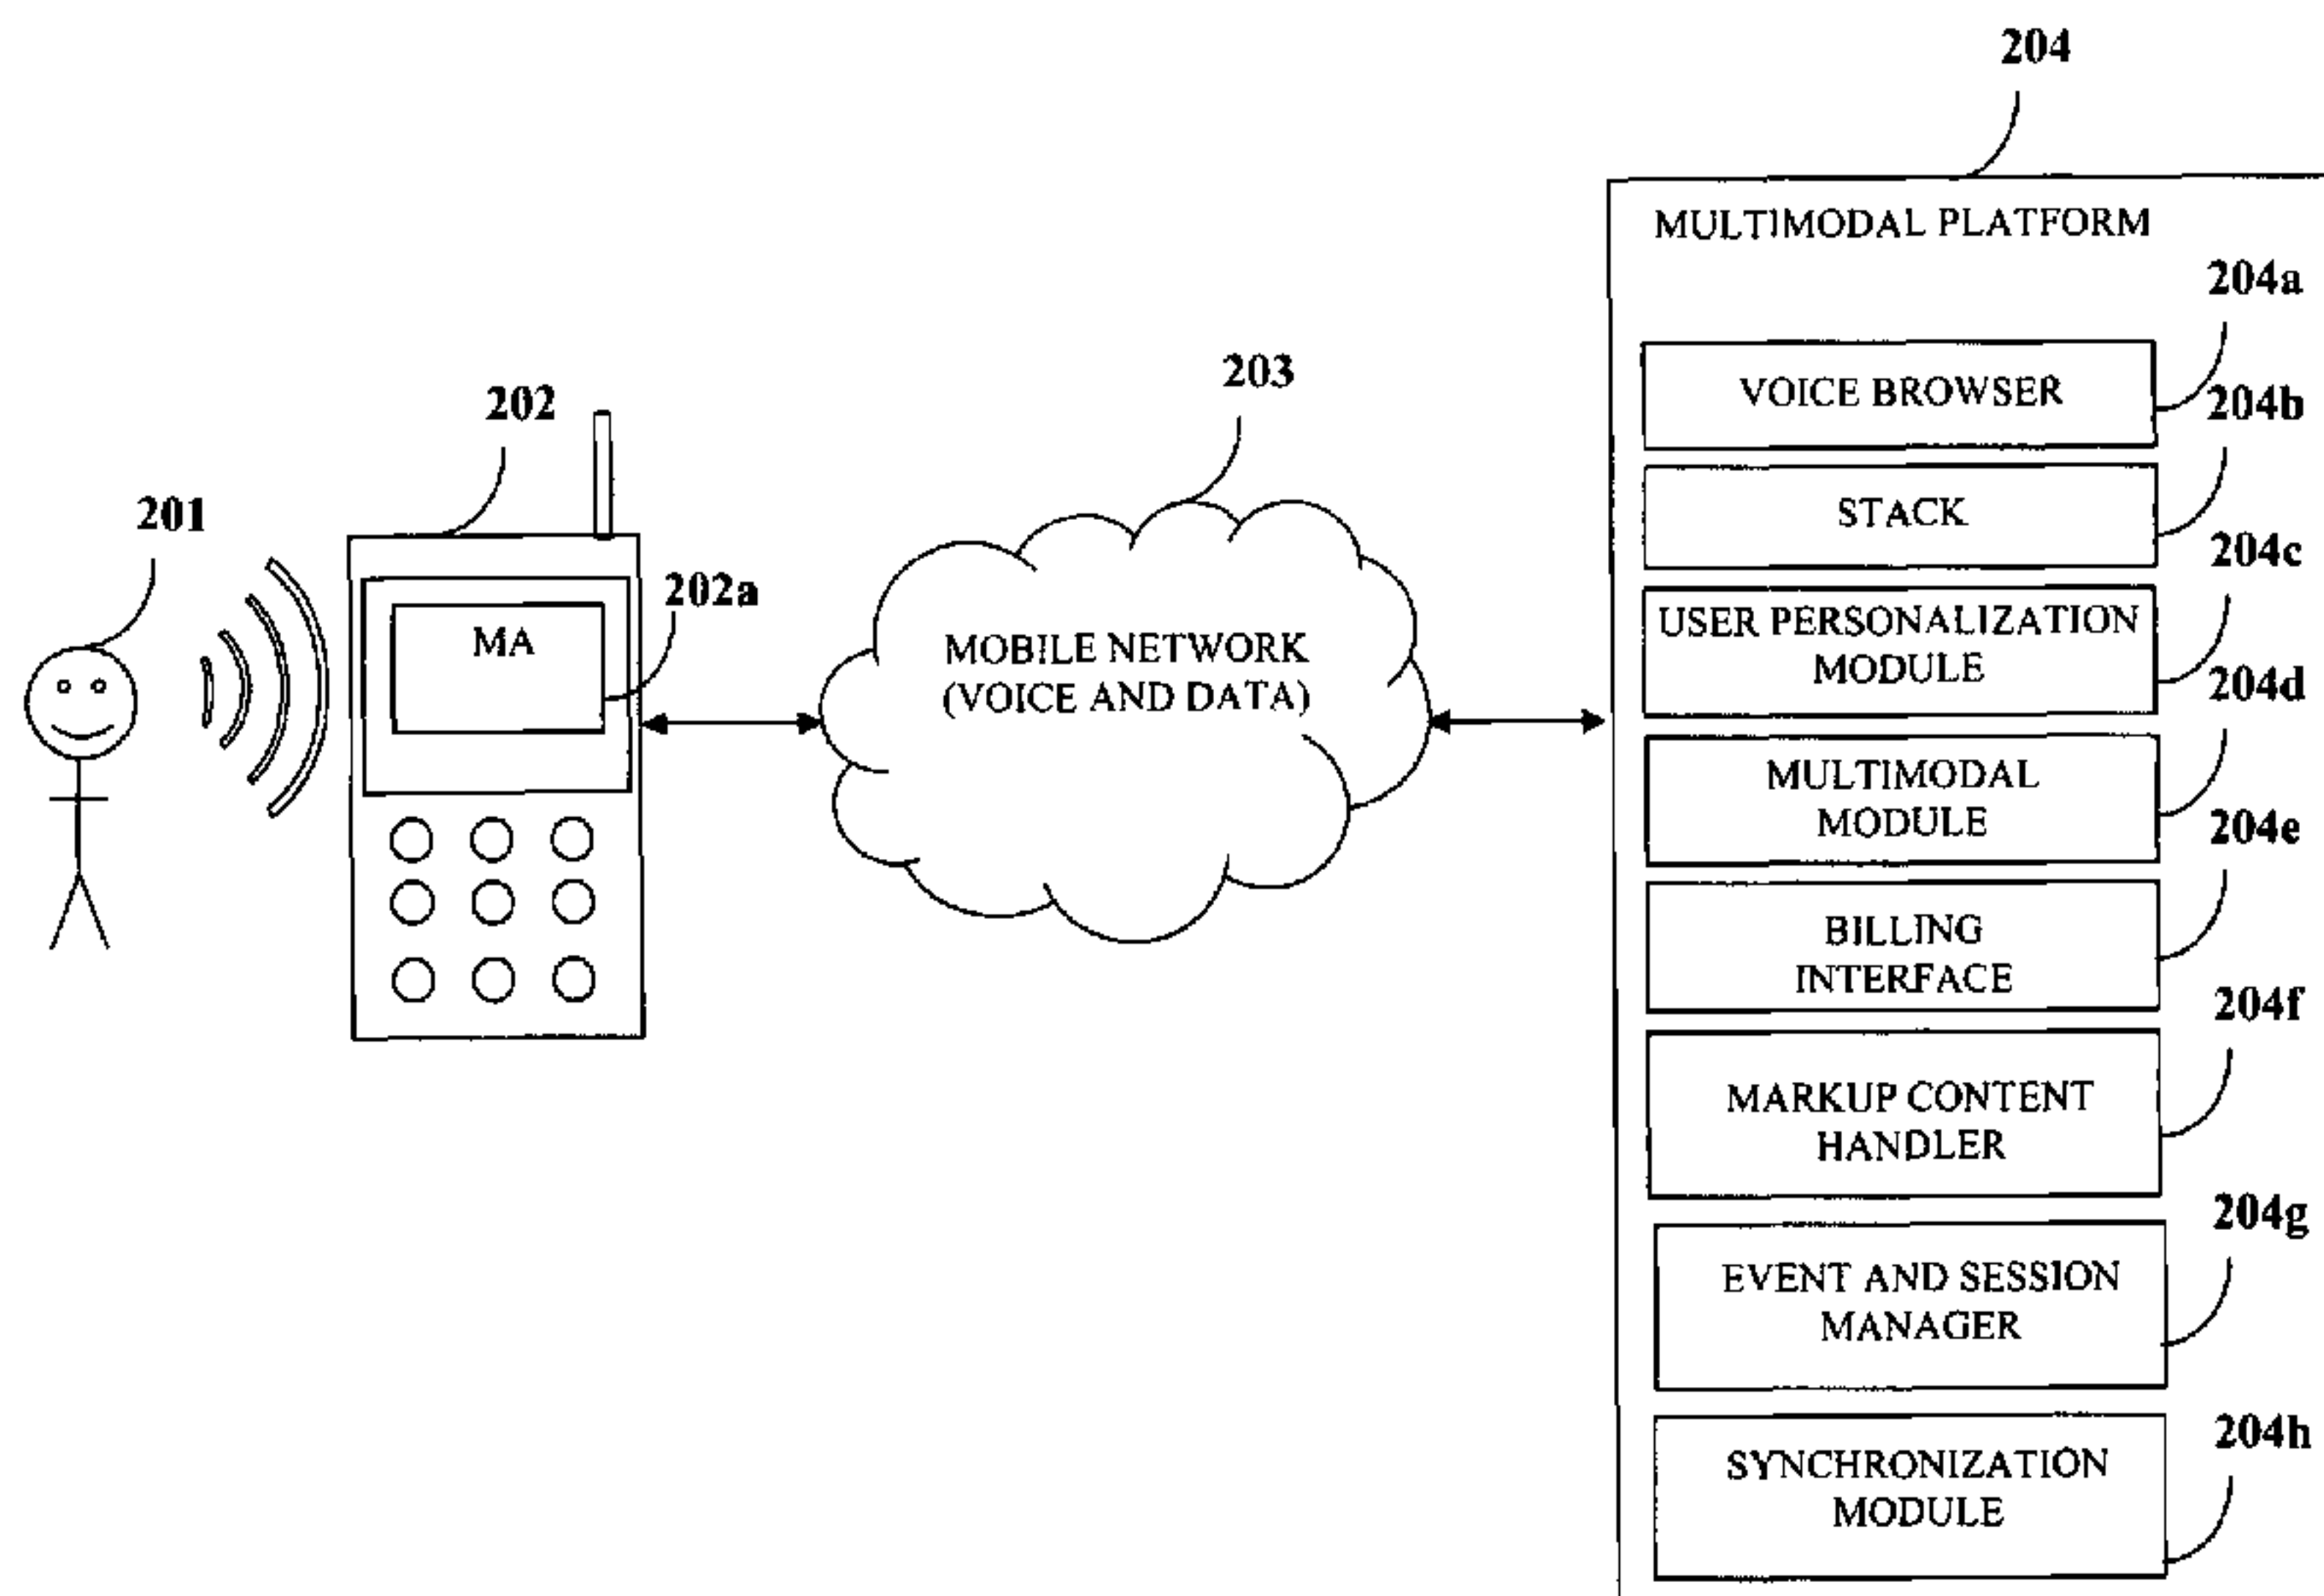 204
MULTIMODAL PLATFORM
204a
VOICE BROWSER
204b
STACK
204c
USER PERSONALIZATION
MODULE
204d
MULTIMODAL
MODULE
204e
BILLING
INTERFACE
204f
MARKUP CONTENT
HANDLER
204g
EVENT AND SESSION
MANAGER
204h
SYNCHRONIZATION
MODULE
203
MOBILE NETWORK
(VOICE AND DATA)
202
202a
MA
201